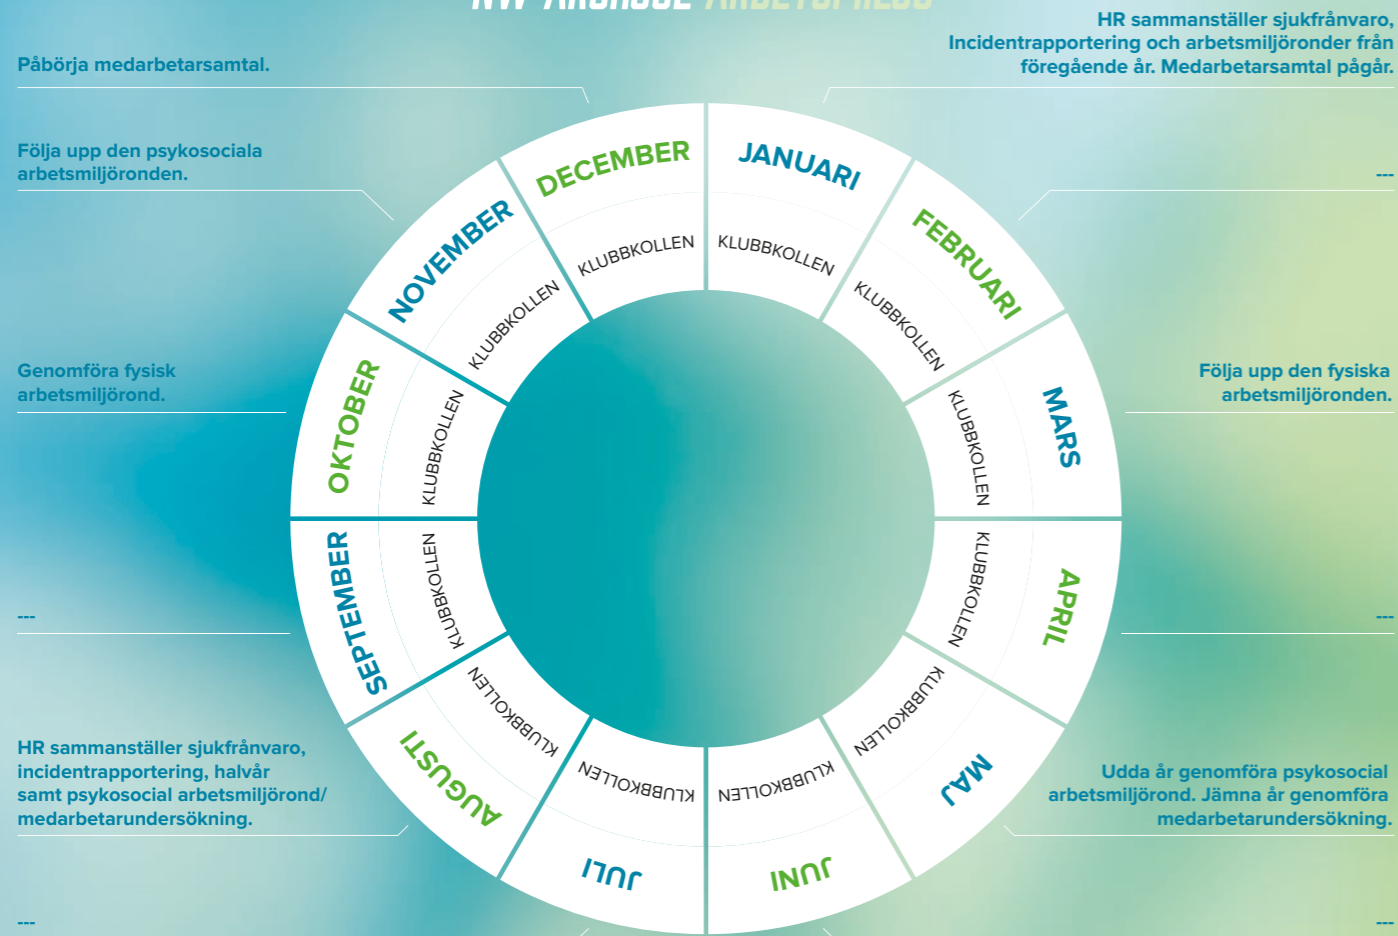 NW ÅRSHJUL ARBETSMILJÖ
HR sammanställer sjukfrånvaro,
Incidentrapportering och arbetsmiljöronder från
föregående år. Medarbetarsamtal pågår.
---
Följa upp den fysiska
arbetsmiljöronden.
---
Udda år genomföra psykosocial
arbetsmiljörond. Jämna år genomföra
medarbetarundersökning.
---
Påbörja medarbetarsamtal.
Följa upp den psykosociala
arbetsmiljöronden.
Genomföra fysisk
arbetsmiljörond.
---
HR sammanställer sjukfrånvaro,
incidentrapportering, halvår
samt psykosocial arbetsmiljörond/
medarbetarundersökning.
---
JANUARI
KLUBBKOLLEN
FEBRUARI
KLUBBKOLLEN
MARS
KLUBBKOLLEN
APRIL
KLUBBKOLLEN
MAJ
KLUBBKOLLEN
JUNI
KLUBBKOLLEN
JULI
KLUBBKOLLEN
AUGUSTI
KLUBBKOLLEN
SEPTEMBER
KLUBBKOLLEN
OKTOBER
KLUBBKOLLEN
NOVEMBER
KLUBBKOLLEN
DECEMBER
KLUBBKOLLEN